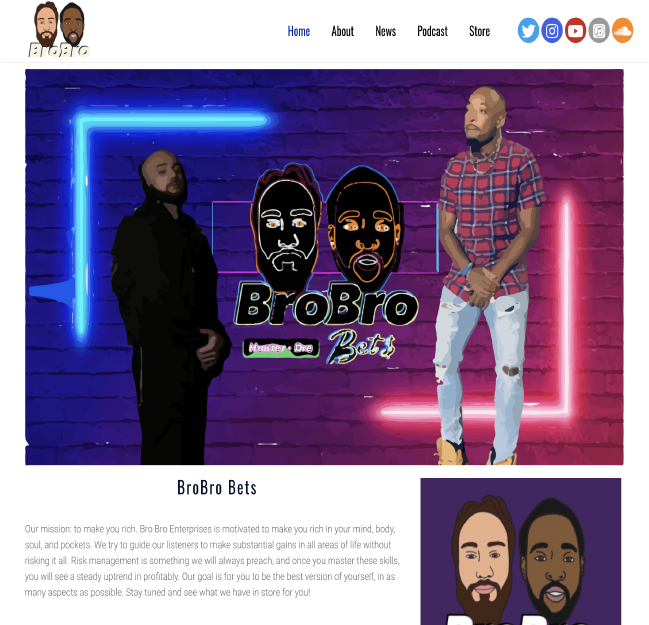 BroBro
Home About News Podcast Store
BroBro
Hunter • Dre
Bets
BroBro Bets
Our mission: to make you rich. Bro Bro Enterprises is motivated to make you rich in your mind, body,
soul, and pockets. We try to guide our listeners to make substantial gains in all areas of life without
risking it all. Risk management is something we will always preach, and once you master these skills,
you will see a steady uptrend in profitably. Our goal is for you to be the best version of yourself, in as
many aspects as possible. Stay tuned and see what we have in store for you!
BroBro